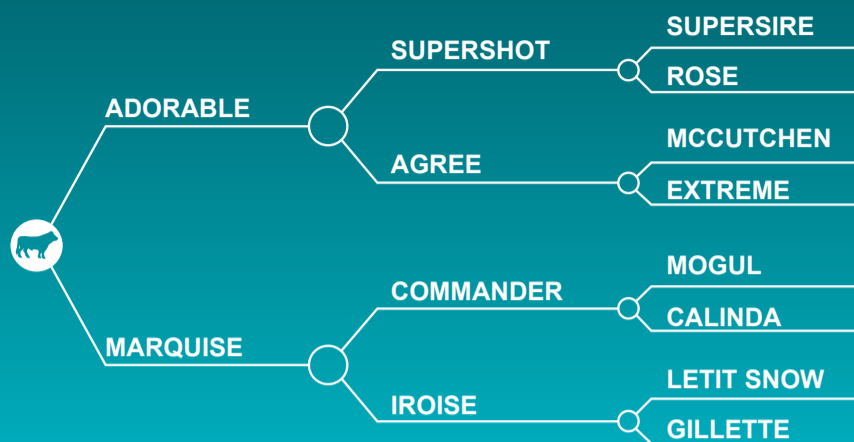 SUPERSIRE
SUPERSHOT
ROSE
ADORABLE
MCCUTCHEN
AGREE
EXTREME
MOGUL
COMMANDER
CALINDA
MARQUISE
LETIT SNOW
IROISE
GILLETTE